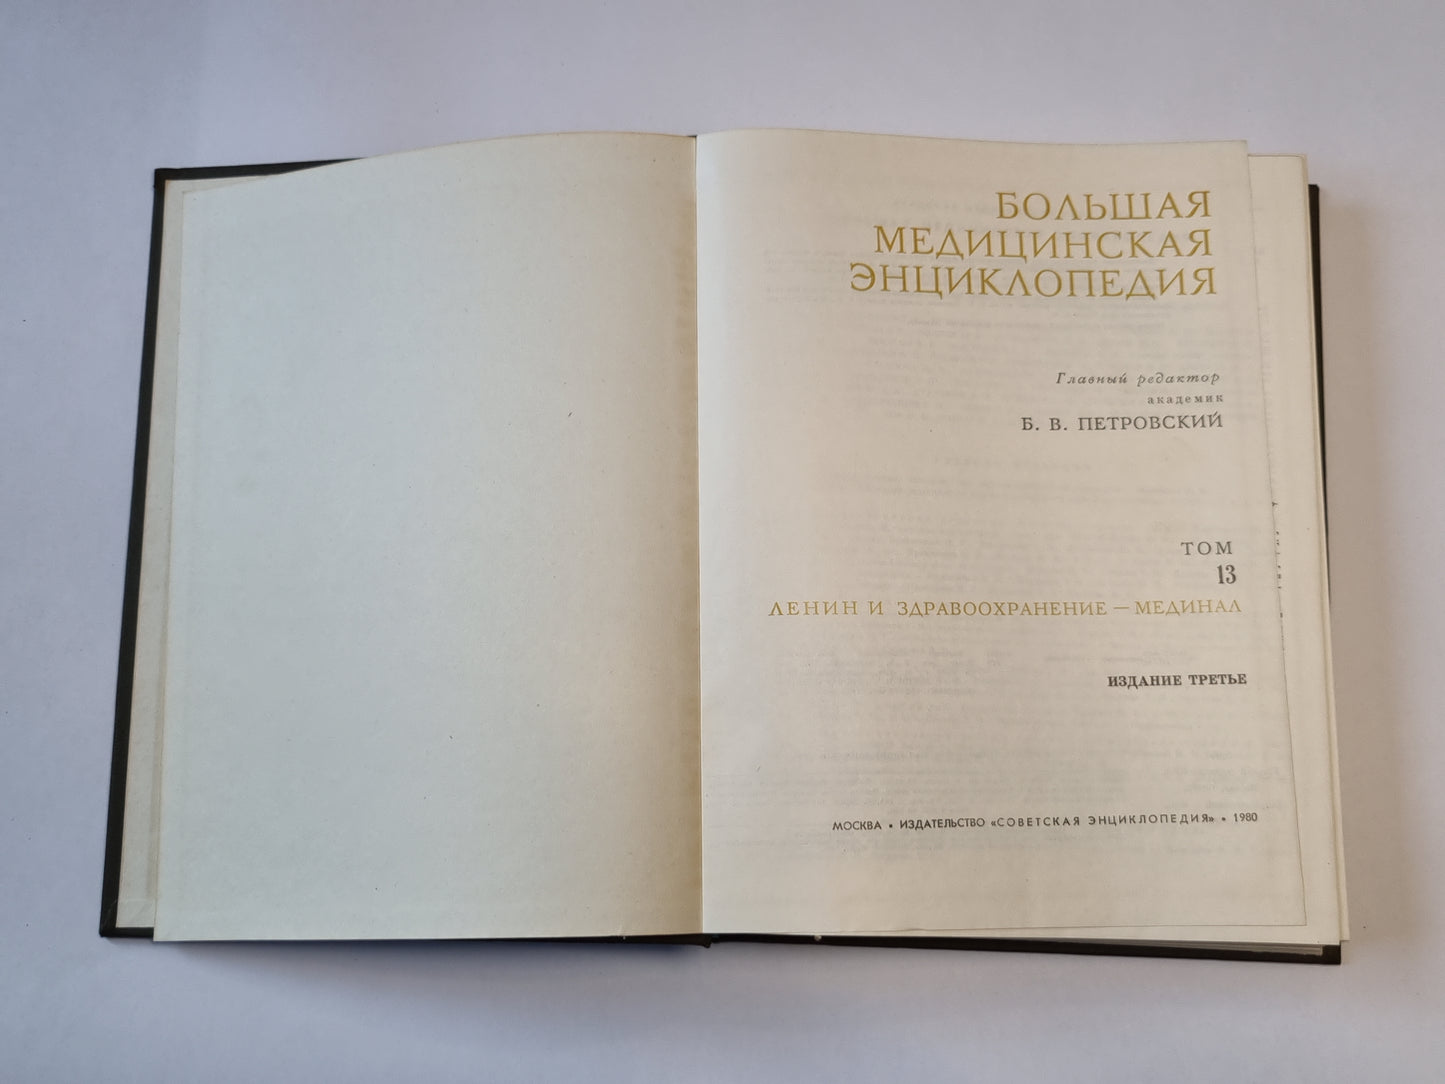 БОЛЬШАЯ
МЕДИЦИНСКАЯ
ЭНЦИКЛОПЕДИЯ
Главный редактор
академик
Б. В. ПЕТРОВСКИЙ
ТОМ
13
ЛЕНИН И ЗДРАВООХРАНЕНИЕ — МЕДИНАЛ
ИЗДАНИЕ ТРЕТЬЕ
МОСКВА • ИЗДАТЕЛЬСТВО «СОВЕТСКАЯ ЭНЦИКЛОПЕДИЯ» • 1980